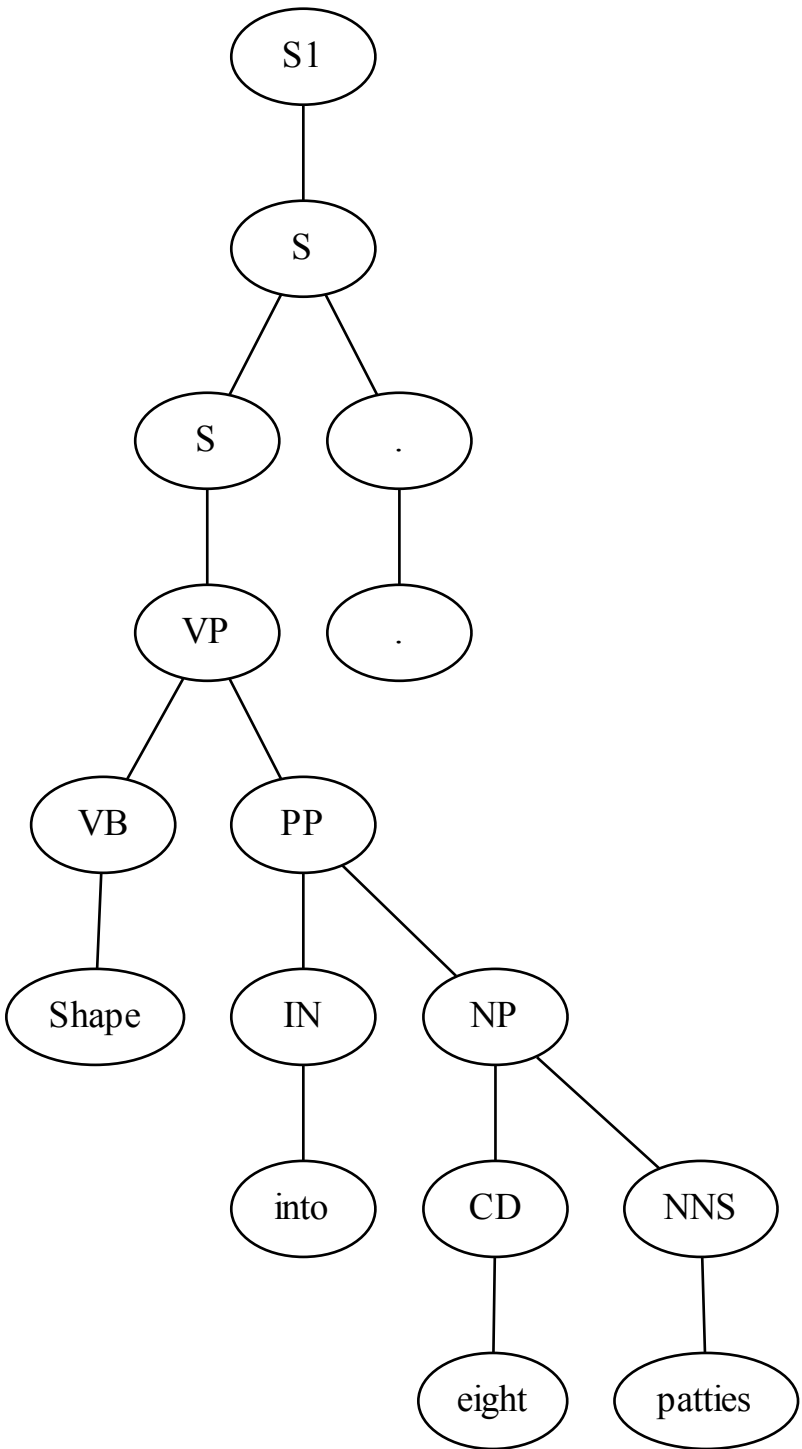 S1
S
S .
VP .
VB PP
Shape IN NP
into CD NNS
eight patties